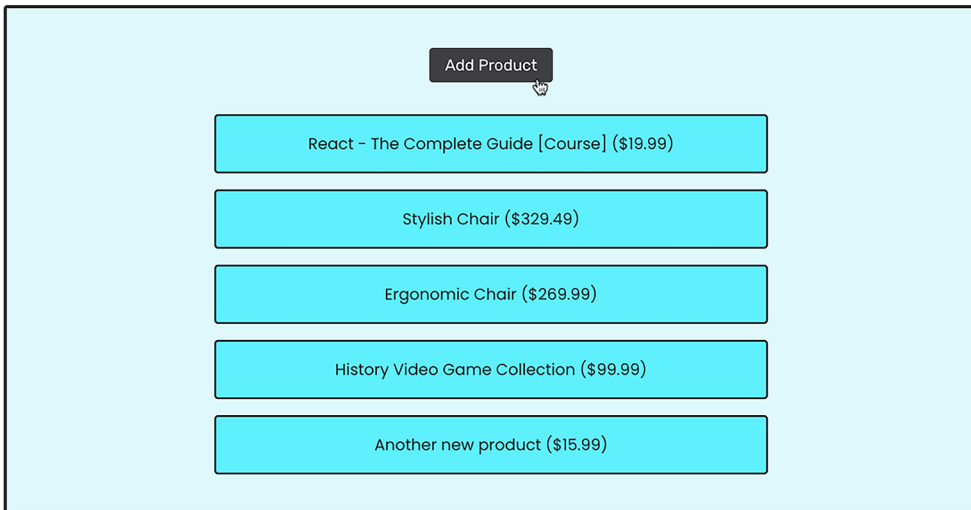 Add Product
React - The Complete Guide [Course] ($19.99)
Stylish Chair ($329.49)
Ergonomic Chair ($269.99)
History Video Game Collection ($99.99)
Another new product ($15.99)